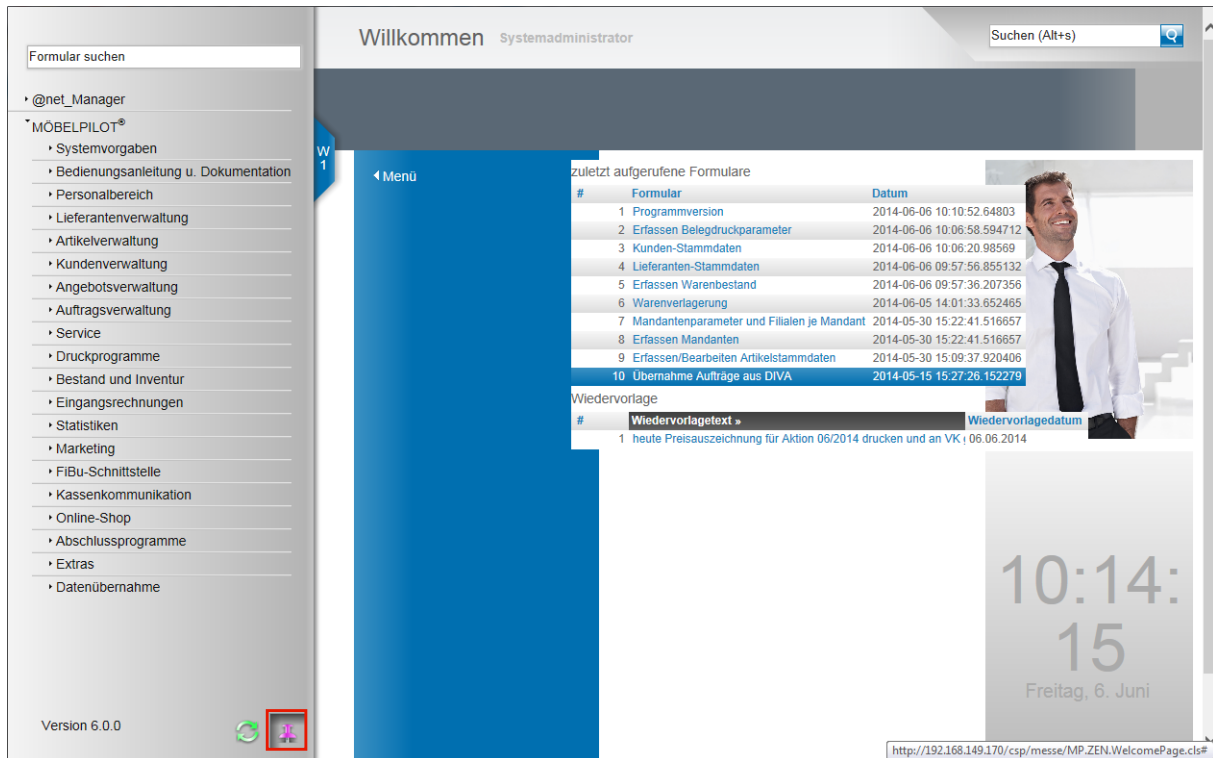 Willkommen Systemadministrator
Suchen (Alt+s)
Formular suchen
@net_Manager
MÖBELPILOT®
Systemvorgaben
Bedienungsanleitung u. Dokumentation
Personalbereich
Lieferantenverwaltung
Artikelverwaltung
Kundenverwaltung
Angebotsverwaltung
Auftragsverwaltung
Service
Druckprogramme
Bestand und Inventur
Eingangsrechnungen
Statistiken
Marketing
FiBu-Schnittstelle
Kassenkommunikation
Online-Shop
Abschlussprogramme
Extras
Datenübernahme
Version 6.0.0
W
1
Menü
zuletzt aufgerufene Formulare
# Formular Datum
1 Programmversion 2014-06-06 10:10:52.64803
2 Erfassen Belegdruckparameter 2014-06-06 10:06:58.594712
3 Kunden-Stammdaten 2014-06-06 10:06:20.98569
4 Lieferanten-Stammdaten 2014-06-06 09:57:56.855132
5 Erfassen Warenbestand 2014-06-06 09:57:36.207356
6 Warenverlagerung 2014-06-05 14:01:33.652465
7 Mandantenparameter und Filialen je Mandant 2014-05-30 15:22:41.516657
8 Erfassen Mandanten 2014-05-30 15:22:41.516657
9 Erfassen/Bearbeiten Artikelstammdaten 2014-05-30 15:09:37.920406
10 Übernahme Aufträge aus DIVA 2014-05-15 15:27:26.152279
Wiedervorlage
# Wiedervorlagetext » Wiedervorlagedatum
1 heute Preisauszeichnung für Aktion 06/2014 drucken und an VK 06.06.2014
10:14:
15
Freitag, 6. Juni
http://192.168.149.170/csp/messe/MP.ZEN.WelcomePage.cls#